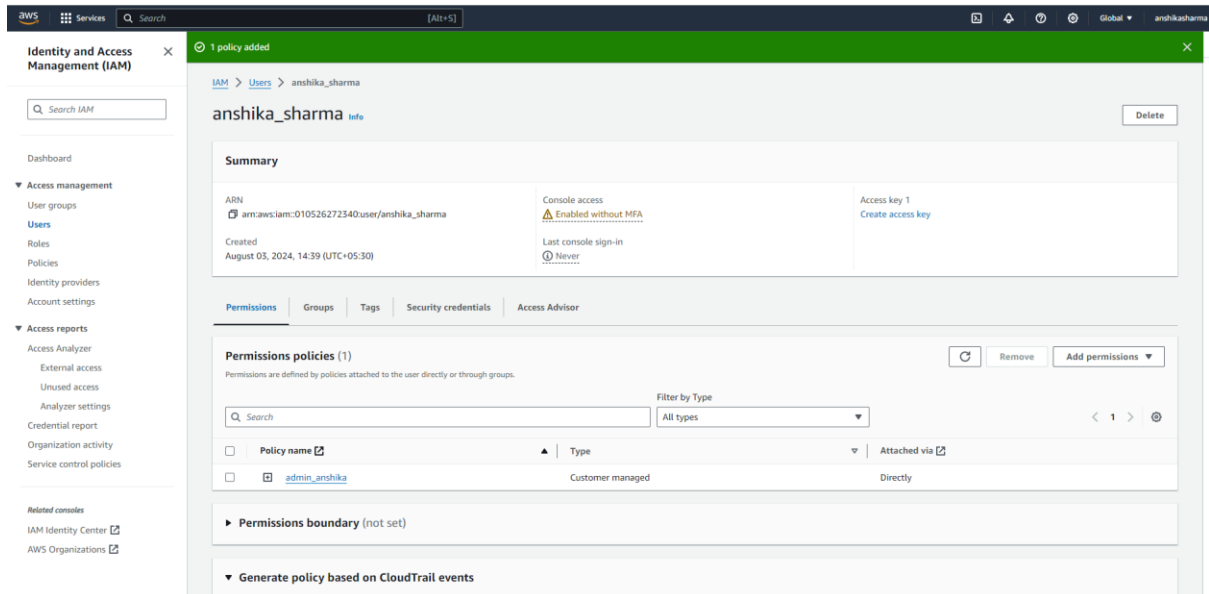 aws Services Search [Alt+S] Global anshikasharma
Identity and Access
Management (IAM)
Search IAM
Dashboard
Access management
User groups
Users
Roles
Policies
Identity providers
Account settings
Access reports
Access Analyzer
External access
Unused access
Analyzer settings
Credential report
Organization activity
Service control policies
Related consoles
IAM Identity Center
AWS Organizations
1 policy added
IAM > Users > anshika_sharma
anshika_sharma Info
Delete
Summary
ARN
arn:aws:iam::010526272340:user/anshika_sharma
Created
August 03, 2024, 14:39 (UTC+05:30)
Console access
Enabled without MFA
Last console sign-in
Never
Access key 1
Create access key
Permissions Groups Tags Security credentials Access Advisor
Permissions policies (1)
Remove Add permissions
Permissions are defined by policies attached to the user directly or through groups.
Filter by Type
Search All types < 1 >
Policy name Type Attached via
admin_anshika Customer managed Directly
Permissions boundary (not set)
Generate policy based on CloudTrail events